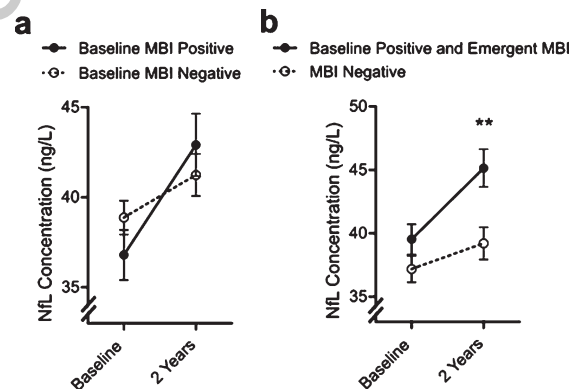 a
Baseline MBI Positive
Baseline MBI Negative
NfL Concentration (ng/L)
45
40
35
Baseline
2 Years
b
Baseline Positive and Emergent MBI
MBI Negative
NfL Concentration (ng/L)
50
45
40
35
**
Baseline
2 Years